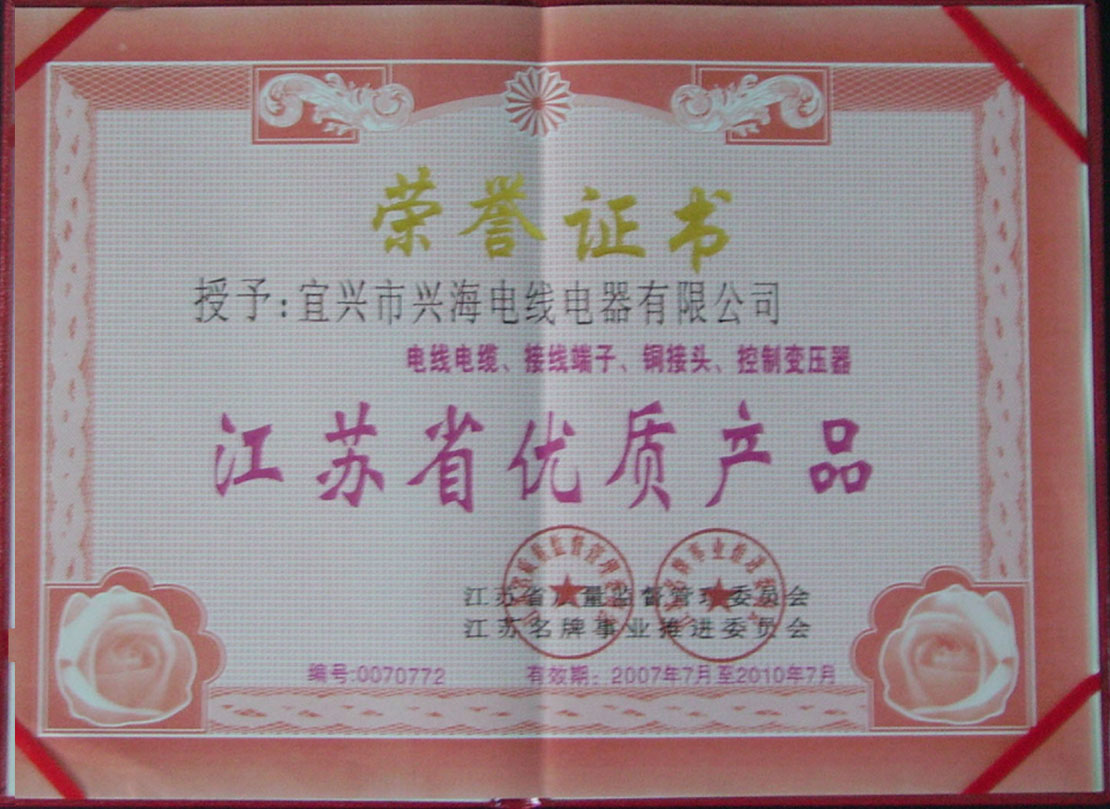 荣誉证书
授予:宜兴市兴海电线电器有限公司
电线电缆、接线端子、铜接头、控制变压器
江苏省优质产品
江苏省质量监督管理委员会
江苏名牌事业推进委员会
编号:0070772 有效期：2007年7月至2010年7月